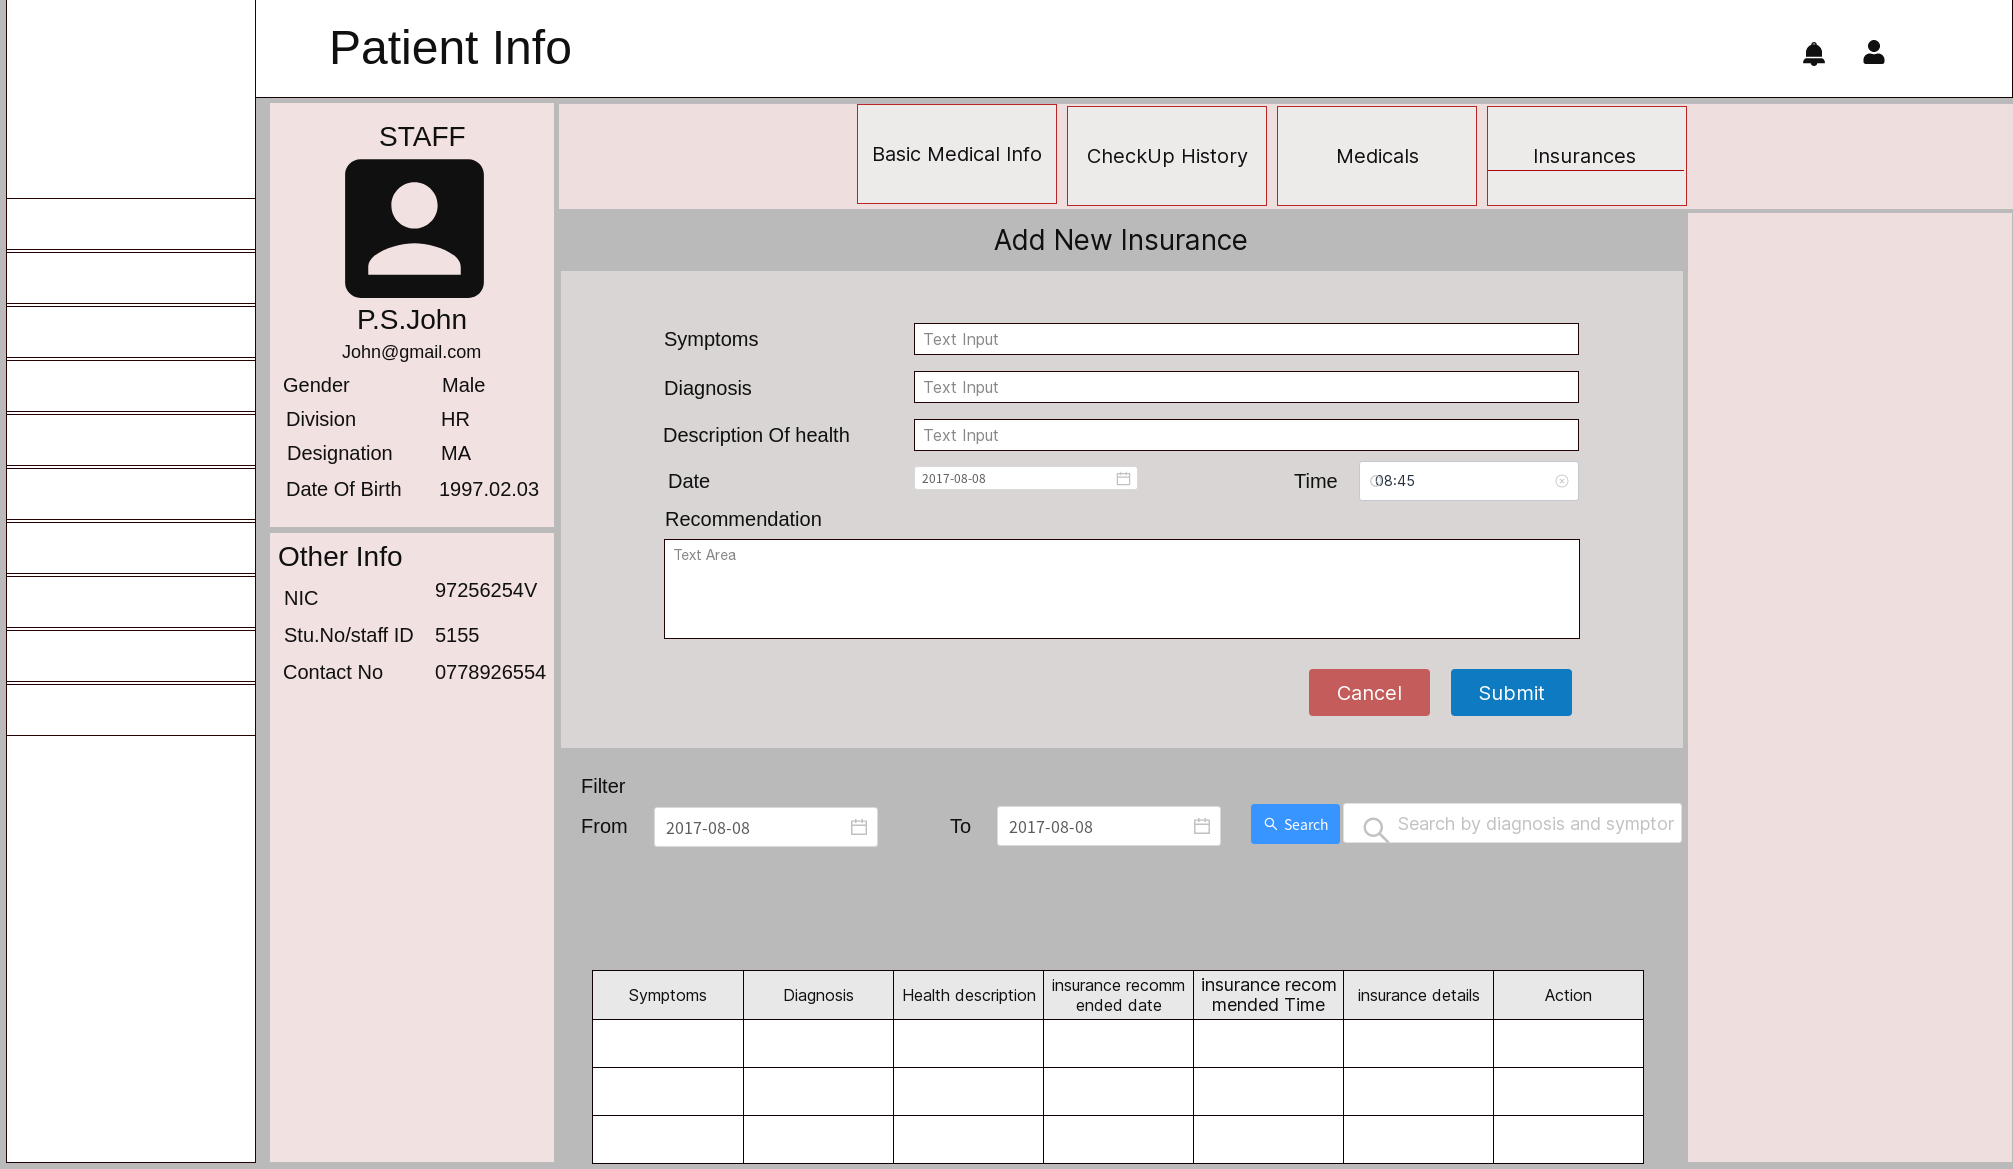 Patient Info
STAFF
P.S.John
John@gmail.com
Gender Male
Division HR
Designation MA
Date Of Birth 1997.02.03
Other Info
NIC 97256254V
Stu.No/staff ID 5155
Contact No 0778926554
Basic Medical Info CheckUp History Medicals Insurances
Add New Insurance
Symptoms Text Input
Diagnosis Text Input
Description Of health Text Input
Date 2017-08-08 Time 08:45
Recommendation
Text Area
Cancel Submit
Filter
From 2017-08-08 To 2017-08-08 Search Search by diagnosis and symptor
Symptoms Diagnosis Health description insurance recomm insurance recom insurance details Action
ended date mended Time